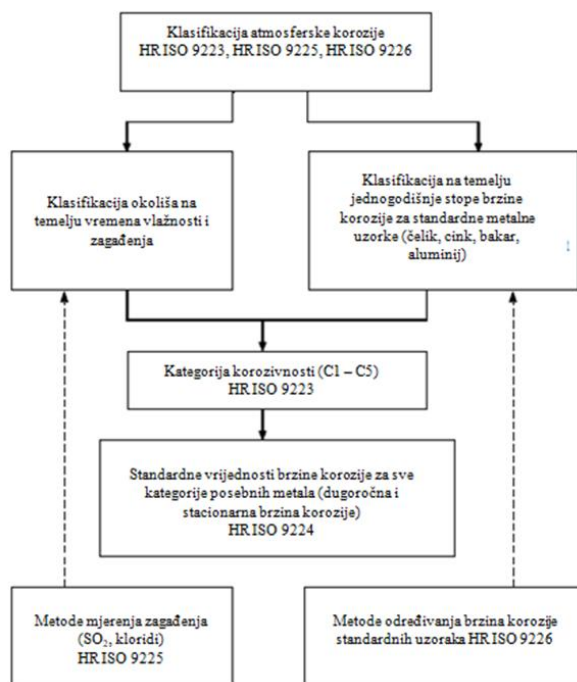 Klasifikacija atmosferske korozije
HR ISO 9223, HR ISO 9225, HR ISO 9226
Klasifikacija okoliša na
temelju vremena vlažnosti i
zagađenja
Klasifikacija na temelju
jednogodišnje stope brzine
korozije za standardne metalne
uzorke (čelik, cink, bakar,
aluminij)
Kategorija korozivnosti (C1 – C5)
HR ISO 9223
Standardne vrijednosti brzine korozije za sve
kategorije posebnih metala (dugoročna i
stacionarna brzina korozije)
HR ISO 9224
Metode mjerenja zagađenja
(SO₂, kloridi)
HR ISO 9225
Metode određivanja brzina korozije
standardnih uzoraka HR ISO 9226